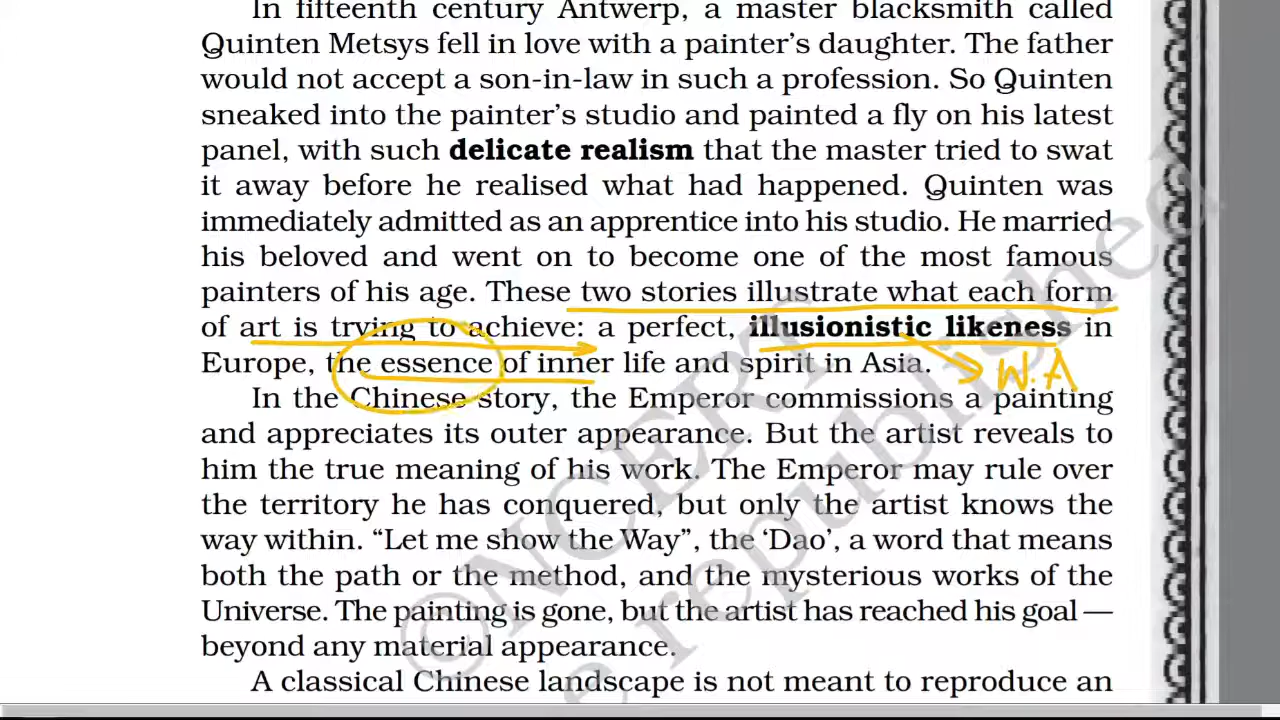 In fifteenth century Antwerp, a master blacksmith called
Quinten Metsys fell in love with a painter's daughter. The father
would not accept a son-in-law in such a profession. So Quinten
sneaked into the painter's studio and painted a fly on his latest
panel, with such delicate realism that the master tried to swat
it away before he realised what had happened. Quinten was
immediately admitted as an apprentice into his studio. He married
his beloved and went on to become one of the most famous
painters of his age. These two stories illustrate what each form
of art is trying to achieve: a perfect, illusionistic likeness in
Europe, the essence of inner life and spirit in Asia.
W.A
In the Chinese story, the Emperor commissions a painting
and appreciates its outer appearance. But the artist reveals to
him the true meaning of his work. The Emperor may rule over
the territory he has conquered, but only the artist knows the
way within. “Let me show the Way”, the ‘Dao’, a word that means
both the path or the method, and the mysterious works of the
Universe. The painting is gone, but the artist has reached his goal —
beyond any material appearance.
A classical Chinese landscape is not meant to reproduce an
©NCERT
e republished